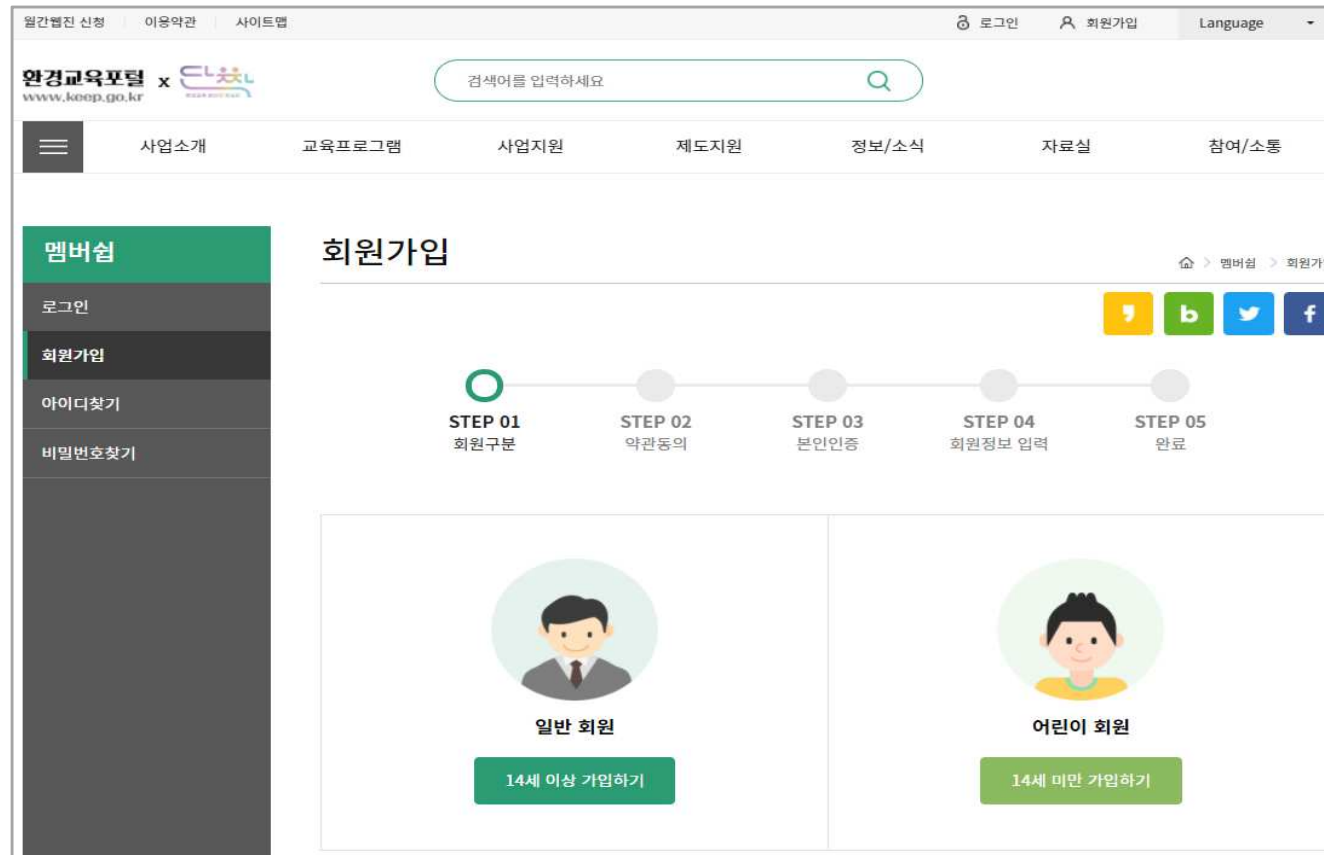 월간웹진 신청 이용약관 사이트맵 로그인 회원가입 Language
환경교육포털 x
www.keep.go.kr
검색어를 입력하세요
사업소개 교육프로그램 사업지원 제도지원 정보/소식 자료실 참여/소통
멤버쉽
로그인
회원가입
아이디찾기
비밀번호찾기
회원가입
멤버쉽 > 회원가
STEP 01 STEP 02 STEP 03 STEP 04 STEP 05
회원구분 약관동의 본인인증 회원정보 입력 완료
일반 회원 어린이 회원
14세 이상 가입하기 14세 미만 가입하기